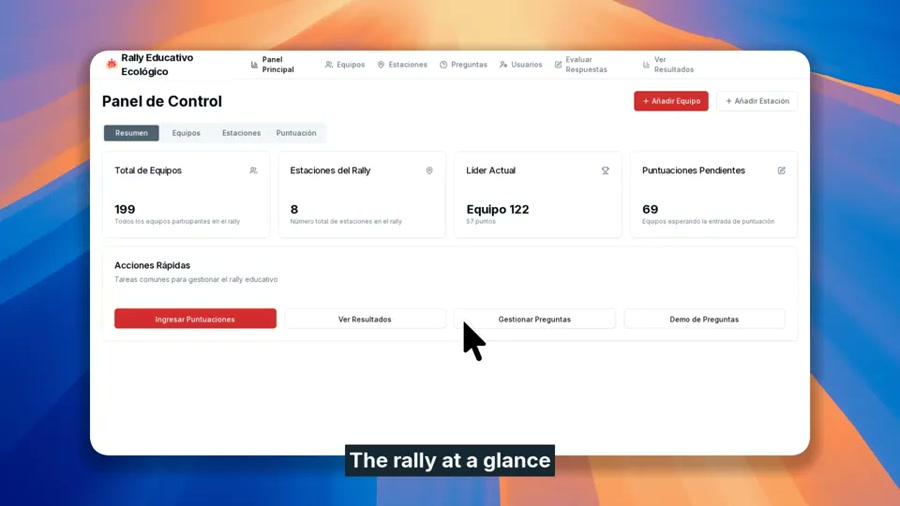 Rally Educativo
Ecológico
Panel
Principal
Equipos
Estaciones
Preguntas
Usuarios
Evaluar
Respuestas
Ver
Resultados
Panel de Control
+ Añadir Equipo
+ Añadir Estación
Resumen
Equipos
Estaciones
Puntuación
Total de Equipos
199
Todos los equipos participantes en el rally
Estaciones del Rally
8
Número total de estaciones en el rally
Líder Actual
Equipo 122
57 puntos
Puntuaciones Pendientes
69
Equipos esperando la entrada de puntuación
Acciones Rápidas
Tareas comunes para gestionar el rally educativo
Ingresar Puntuaciones
Ver Resultados
Gestionar Preguntas
Demo de Preguntas
The rally at a glance